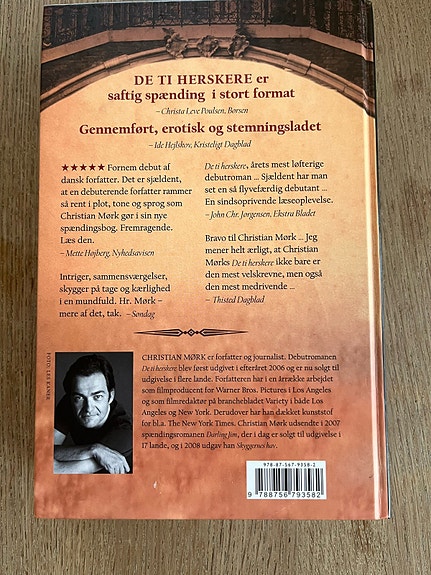 DE TI HERSKERE er
saftig spænding i stort format
– Christa Leve Poulsen, Børsen
Gennemført, erotisk og stemningsladet
– Ide Hejlskov, Kristeligt Dagblad
★★★★★ Fornem debut af
dansk forfatter. Det er sjældent,
at en debuterende forfatter rammer
så rent i plot, tone og sprog som
Christian Mørk gør i sin nye
spændingsbog. Fremragende.
Læs den.
– Mette Højberg, Nyhedsavisen
Intriger, sammensværgelser,
skygger på tage og kærlighed
i en mundfuld. Hr. Mørk –
mere af det, tak. – Søndag
De ti herskere, årets mest løfterige
debutroman ... Sjældent har man
set en så flyvefærdig debutant ...
En sindsoprivende læseoplevelse.
– John Chr. Jørgensen, Ekstra Bladet
Bravo til Christian Mørk ... Jeg
mener helt ærligt, at Christian
Mørks De ti herskere ikke bare er
den mest velskrevne, men også
den mest medrivende ...
– Thisted Dagblad
FOTO: LES KANER
CHRISTIAN MØRK er forfatter og journalist. Debutromanen
De ti herskere blev først udgivet i efteråret 2006 og er nu solgt til
udgivelse i flere lande. Forfatteren har i en årrække arbejdet
som filmproducent for Warner Bros. Pictures i Los Angeles
og som filmredaktør på branchebladet Variety i både Los
Angeles og New York. Derudover har han dækket kunststof
for bl.a. The New York Times. Christian Mørk udsendte i 2007
spændingsromanen Darling Jim, der i dag er solgt til udgivelse i
17 lande, og i 2008 udgav han Skyggernes hav.
978-87-567-9358-2
9 788756 793582